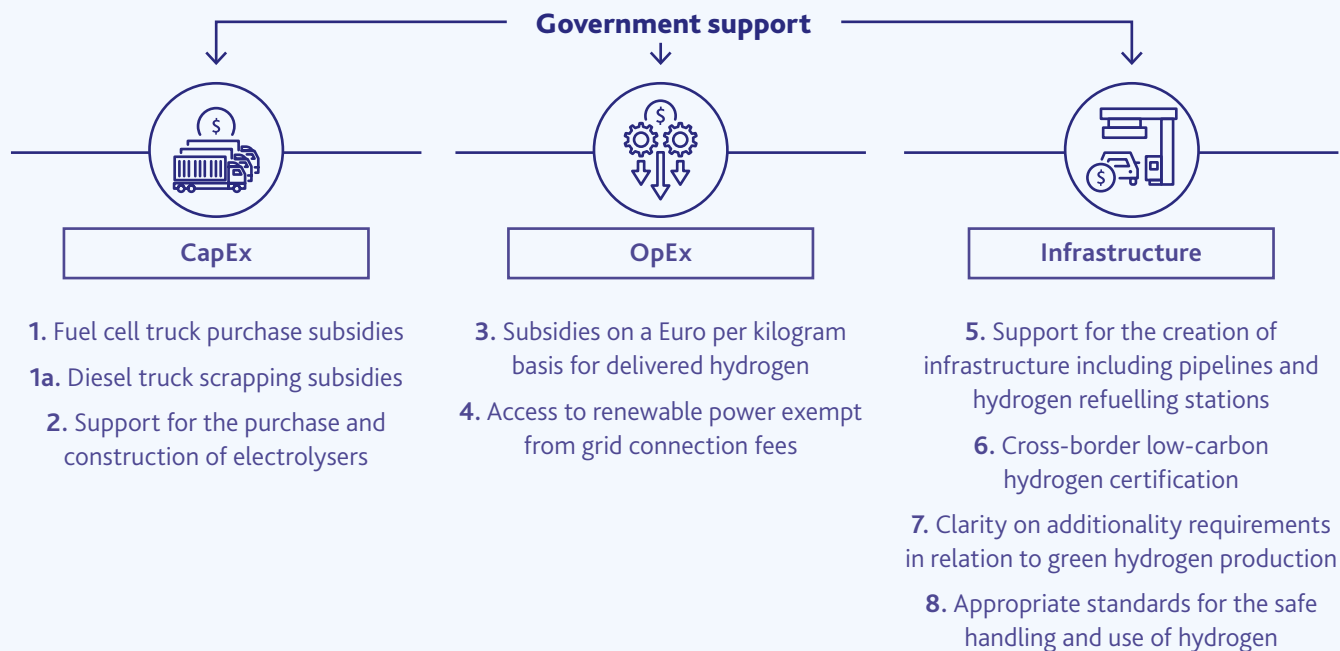 Government support
$
$
$
CapEx
1. Fuel cell truck purchase subsidies
1a. Diesel truck scrapping subsidies
2. Support for the purchase and
construction of electrolysers
OpEx
3. Subsidies on a Euro per kilogram
basis for delivered hydrogen
4. Access to renewable power exempt
from grid connection fees
Infrastructure
5. Support for the creation of
infrastructure including pipelines and
hydrogen refuelling stations
6. Cross-border low-carbon
hydrogen certification
7. Clarity on additionality requirements
in relation to green hydrogen production
8. Appropriate standards for the safe
handling and use of hydrogen